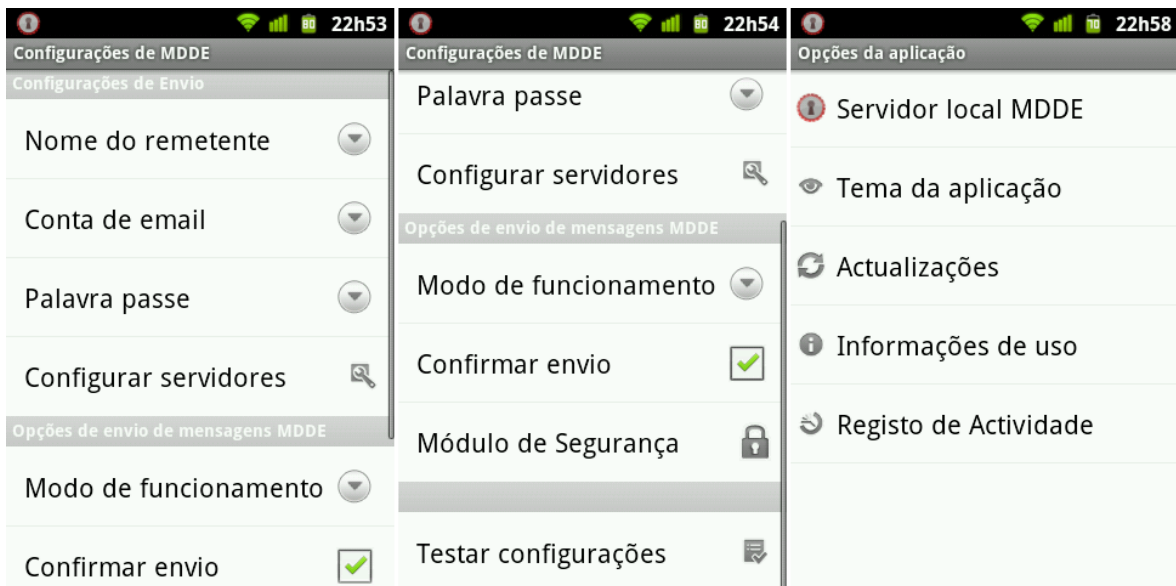 22h53
Configurações de MDDE
Configurações de Envio
Nome do remetente
Conta de email
Palavra passe
Configurar servidores
Opções de envio de mensagens MDDE
Modo de funcionamento
Confirmar envio
22h54
Configurações de MDDE
Palavra passe
Configurar servidores
Opções de envio de mensagens MDDE
Modo de funcionamento
Confirmar envio
Módulo de Segurança
Testar configurações
22h58
Opções da aplicação
Servidor local MDDE
Tema da aplicação
Actualizações
Informações de uso
Registo de Actividade